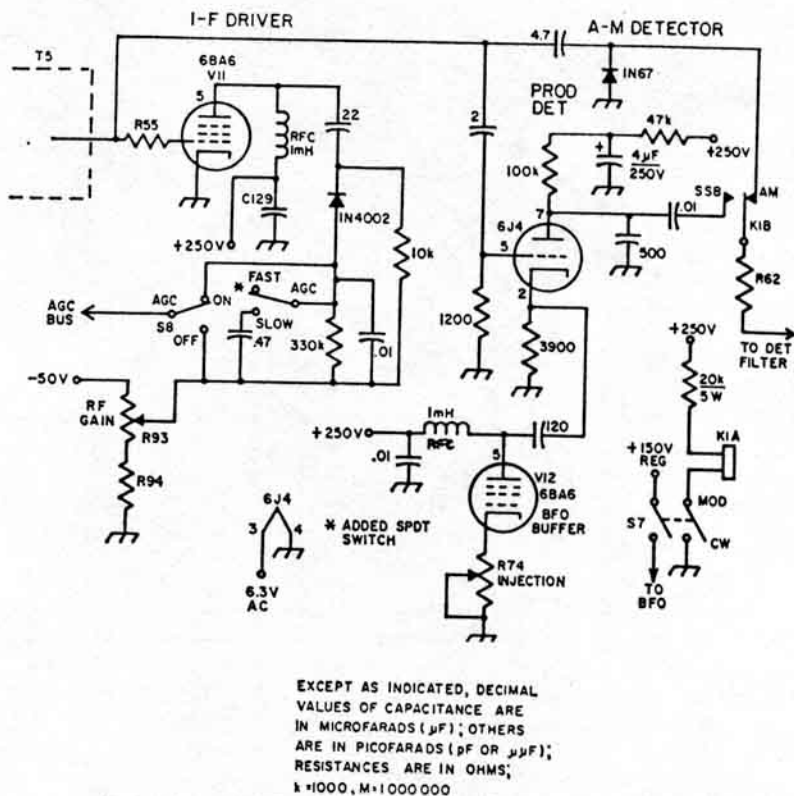 I-F DRIVER
A-M DETECTOR
T5
6BA6
V11
5
R55
RFC
1mH
22
C129
+250V
1N4002
10k
4.7
1N67
PROD
DET
2
47k
100k
+
4µF
250V
+250V
6J4
7
5
2
.01
SSB
AM
K1B
500
1200
3900
R62
TO DET
FILTER
AGC
BUS
AGC
ON
S8
OFF
*
FAST
AGC
SLOW
.47
330k
.01
-50V
RF
GAIN
R93
R94
+250V
1mH
RFC
.01
120
5
V12
6BA6
BFO
BUFFER
R74
INJECTION
+250V
20k
5W
K1A
+150V
REG
MOD
S7
CW
TO
BFO
6J4
3
4
6.3V
AC
* ADDED SPDT
SWITCH
EXCEPT AS INDICATED, DECIMAL
VALUES OF CAPACITANCE ARE
IN MICROFARADS (µF); OTHERS
ARE IN PICOFARADS (pF OR µµF);
RESISTANCES ARE IN OHMS;
k=1000, M=1000000